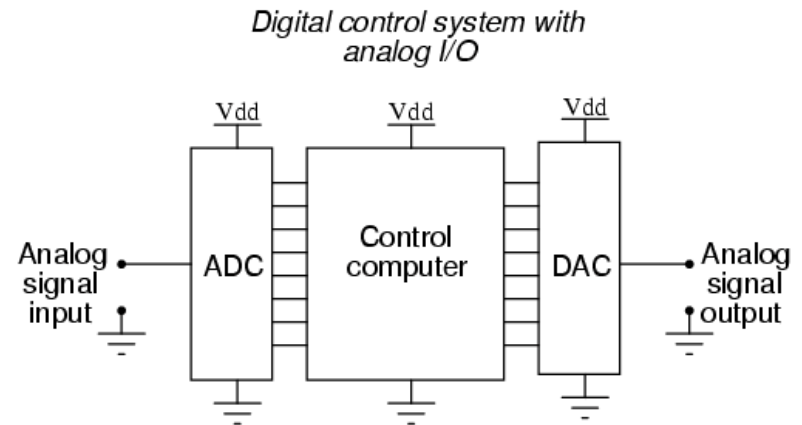 Digital control system with
analog I/O
Vdd
Vdd
Vdd
Analog
signal
input
ADC
Control
computer
DAC
Analog
signal
output